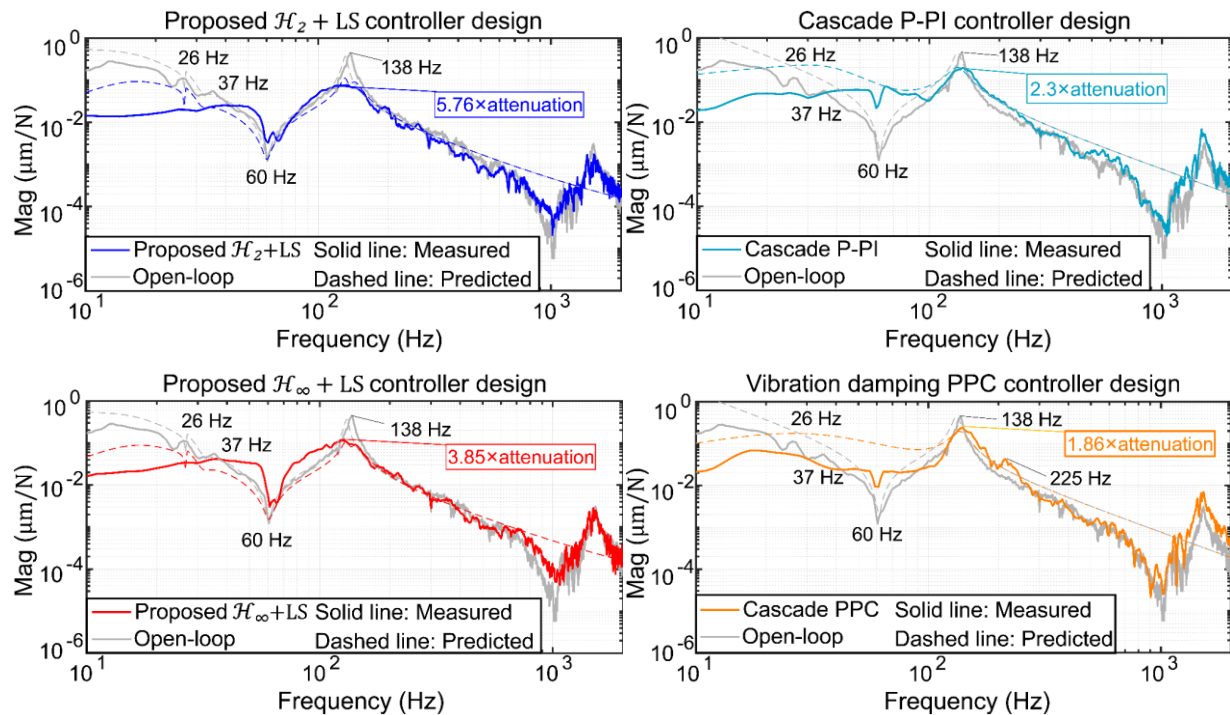 Proposed ℋ₂ + LS controller design
10⁰
10⁻²
10⁻⁴
10⁻⁶
Mag (μm/N)
26 Hz
37 Hz
138 Hz
5.76×attenuation
60 Hz
Proposed ℋ₂+LS Solid line: Measured
Open-loop Dashed line: Predicted
10¹ 10² 10³
Frequency (Hz)
Cascade P-PI controller design
10⁰
10⁻²
10⁻⁴
10⁻⁶
Mag (μm/N)
26 Hz
138 Hz
2.3×attenuation
37 Hz
60 Hz
Cascade P-PI Solid line: Measured
Open-loop Dashed line: Predicted
10¹ 10² 10³
Frequency (Hz)
Proposed ℋ∞ + LS controller design
10⁰
10⁻²
10⁻⁴
10⁻⁶
Mag (μm/N)
26 Hz
37 Hz
138 Hz
3.85×attenuation
60 Hz
Proposed ℋ∞+LS Solid line: Measured
Open-loop Dashed line: Predicted
10¹ 10² 10³
Frequency (Hz)
Vibration damping PPC controller design
10⁰
10⁻²
10⁻⁴
10⁻⁶
Mag (μm/N)
26 Hz
138 Hz
1.86×attenuation
37 Hz
225 Hz
60 Hz
Cascade PPC Solid line: Measured
Open-loop Dashed line: Predicted
10¹ 10² 10³
Frequency (Hz)